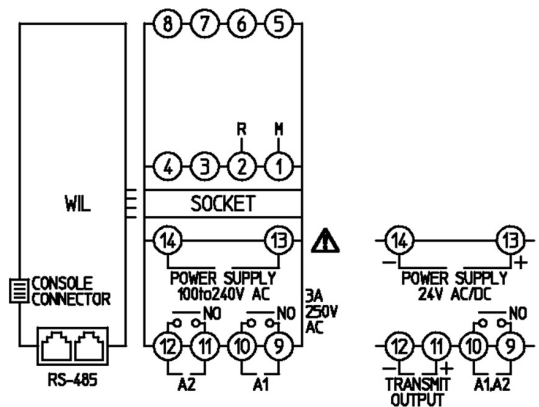 8 7 6 5
R M
4 3 2 1
WIL
SOCKET
14 13
POWER SUPPLY
100to240V AC
CONSOLE
CONNECTOR
NO NO
3A
250V
AC
12 11 10 9
A2 A1
RS-485
14 13
- +
POWER SUPPLY
24V AC/DC
NO
12 11 10 9
- +
TRANSMIT
OUTPUT
A1,A2